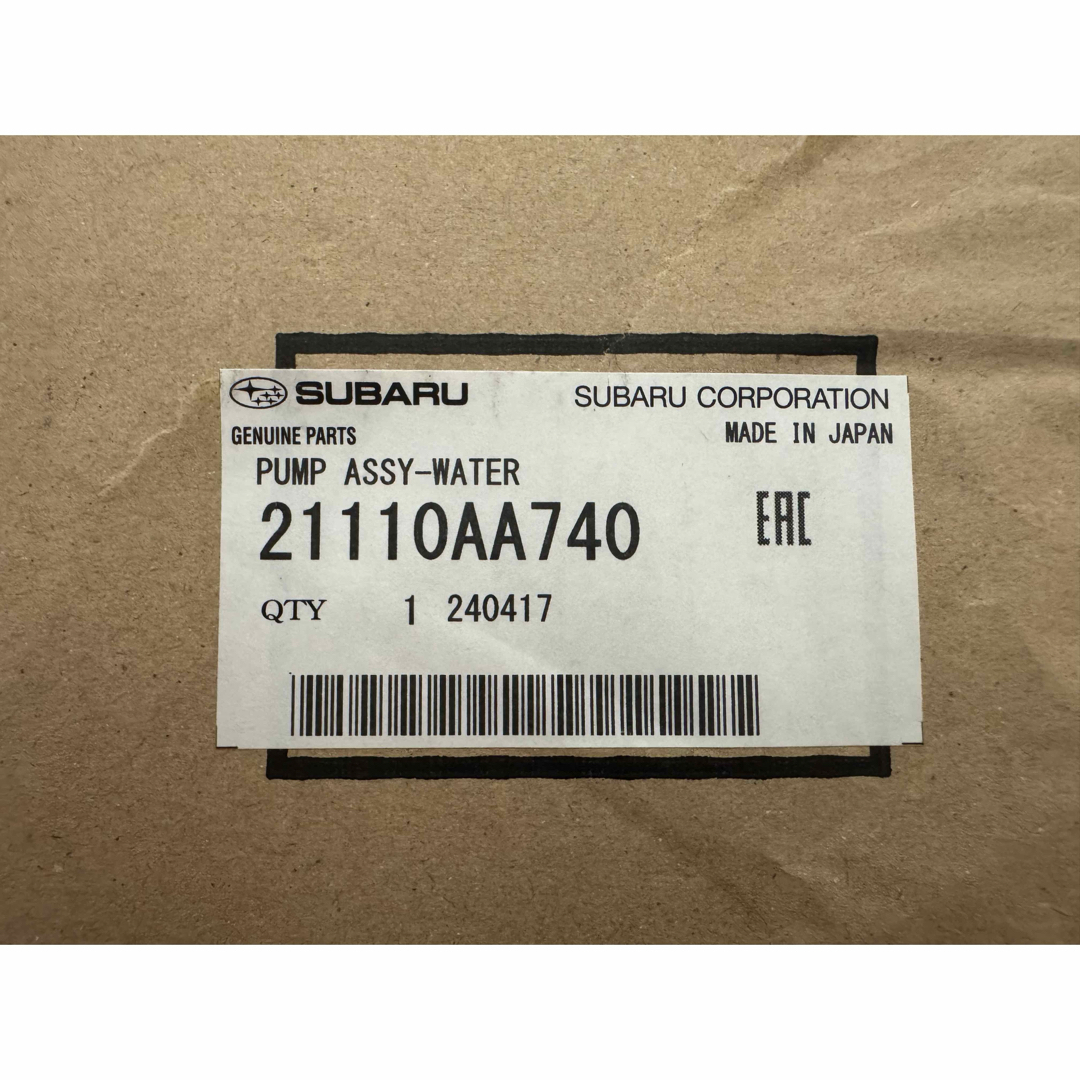 SUBARU SUBARU CORPORATION
GENUINE PARTS MADE IN JAPAN
PUMP ASSY-WATER
21110AA740 EAC
QTY 1 240417